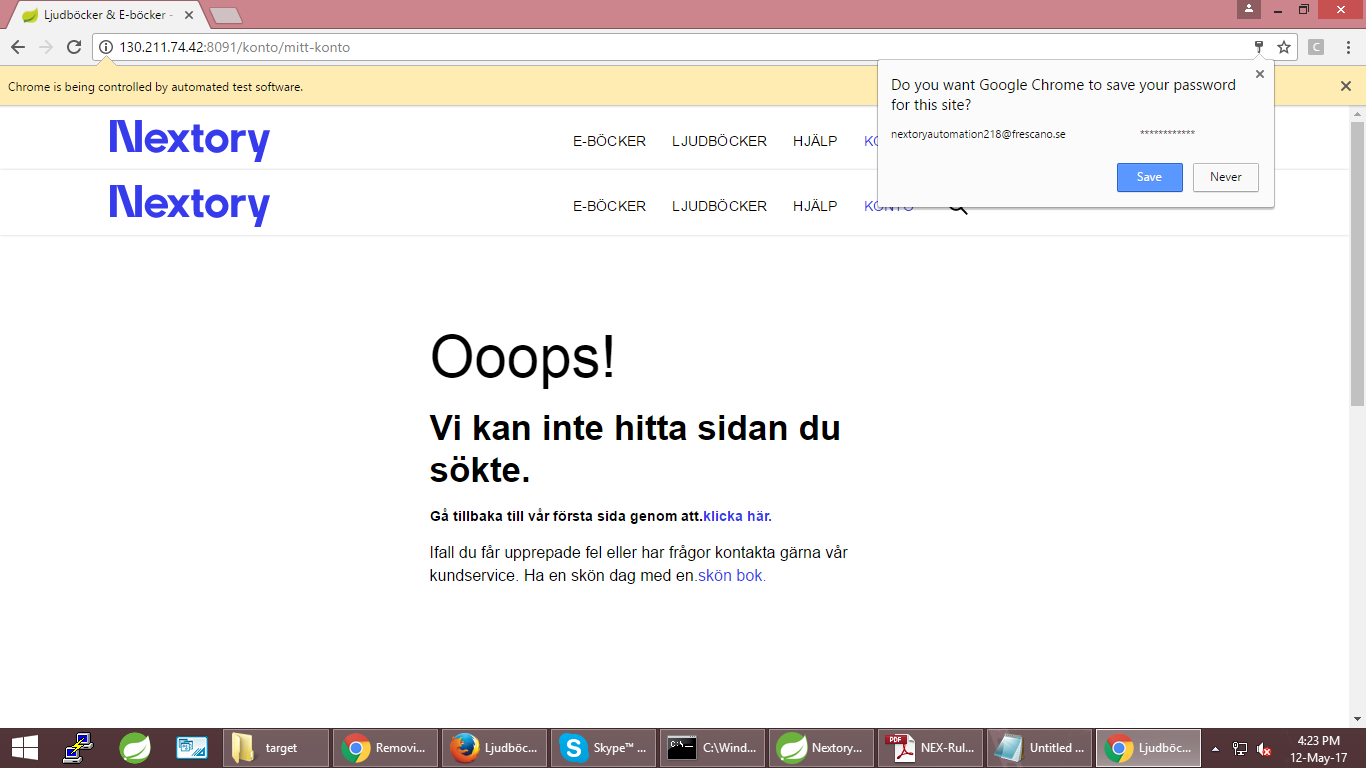 Ljudböcker & E-böcker -
130.211.74.42:8091/konto/mitt-konto
C
Chrome is being controlled by automated test software.
Do you want Google Chrome to save your password
for this site?
nextoryautomation218@frescano.se ************
Save Never
Nextory E-BÖCKER LJUDBÖCKER HJÄLP
Nextory E-BÖCKER LJUDBÖCKER HJÄLP KONTO
Ooops!
Vi kan inte hitta sidan du
sökte.
Gå tillbaka till vår första sida genom att.klicka här.
Ifall du får upprepade fel eller har frågor kontakta gärna vår
kundservice. Ha en skön dag med en.skön bok.
target Removi... Ljudböc... Skype™ ... C:\Wind... Nextory... NEX-Rul... Untitled ... Ljudböc...
4:23 PM
12-May-17